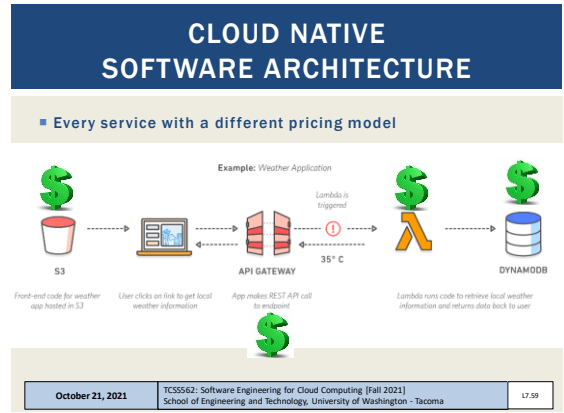 CLOUD NATIVE
SOFTWARE ARCHITECTURE
Every service with a different pricing model
Example: Weather Application
Lambda is
triggered
35° C
S3
API GATEWAY
DYNAMODB
Front-end code for weather
app hosted in S3
User clicks on link to get local
weather information
App makes REST API call
to endpoint
Lambda runs code to retrieve local weather
information and returns data back to user
October 21, 2021
TCSS562: Software Engineering for Cloud Computing [Fall 2021]
School of Engineering and Technology, University of Washington - Tacoma
L7.59